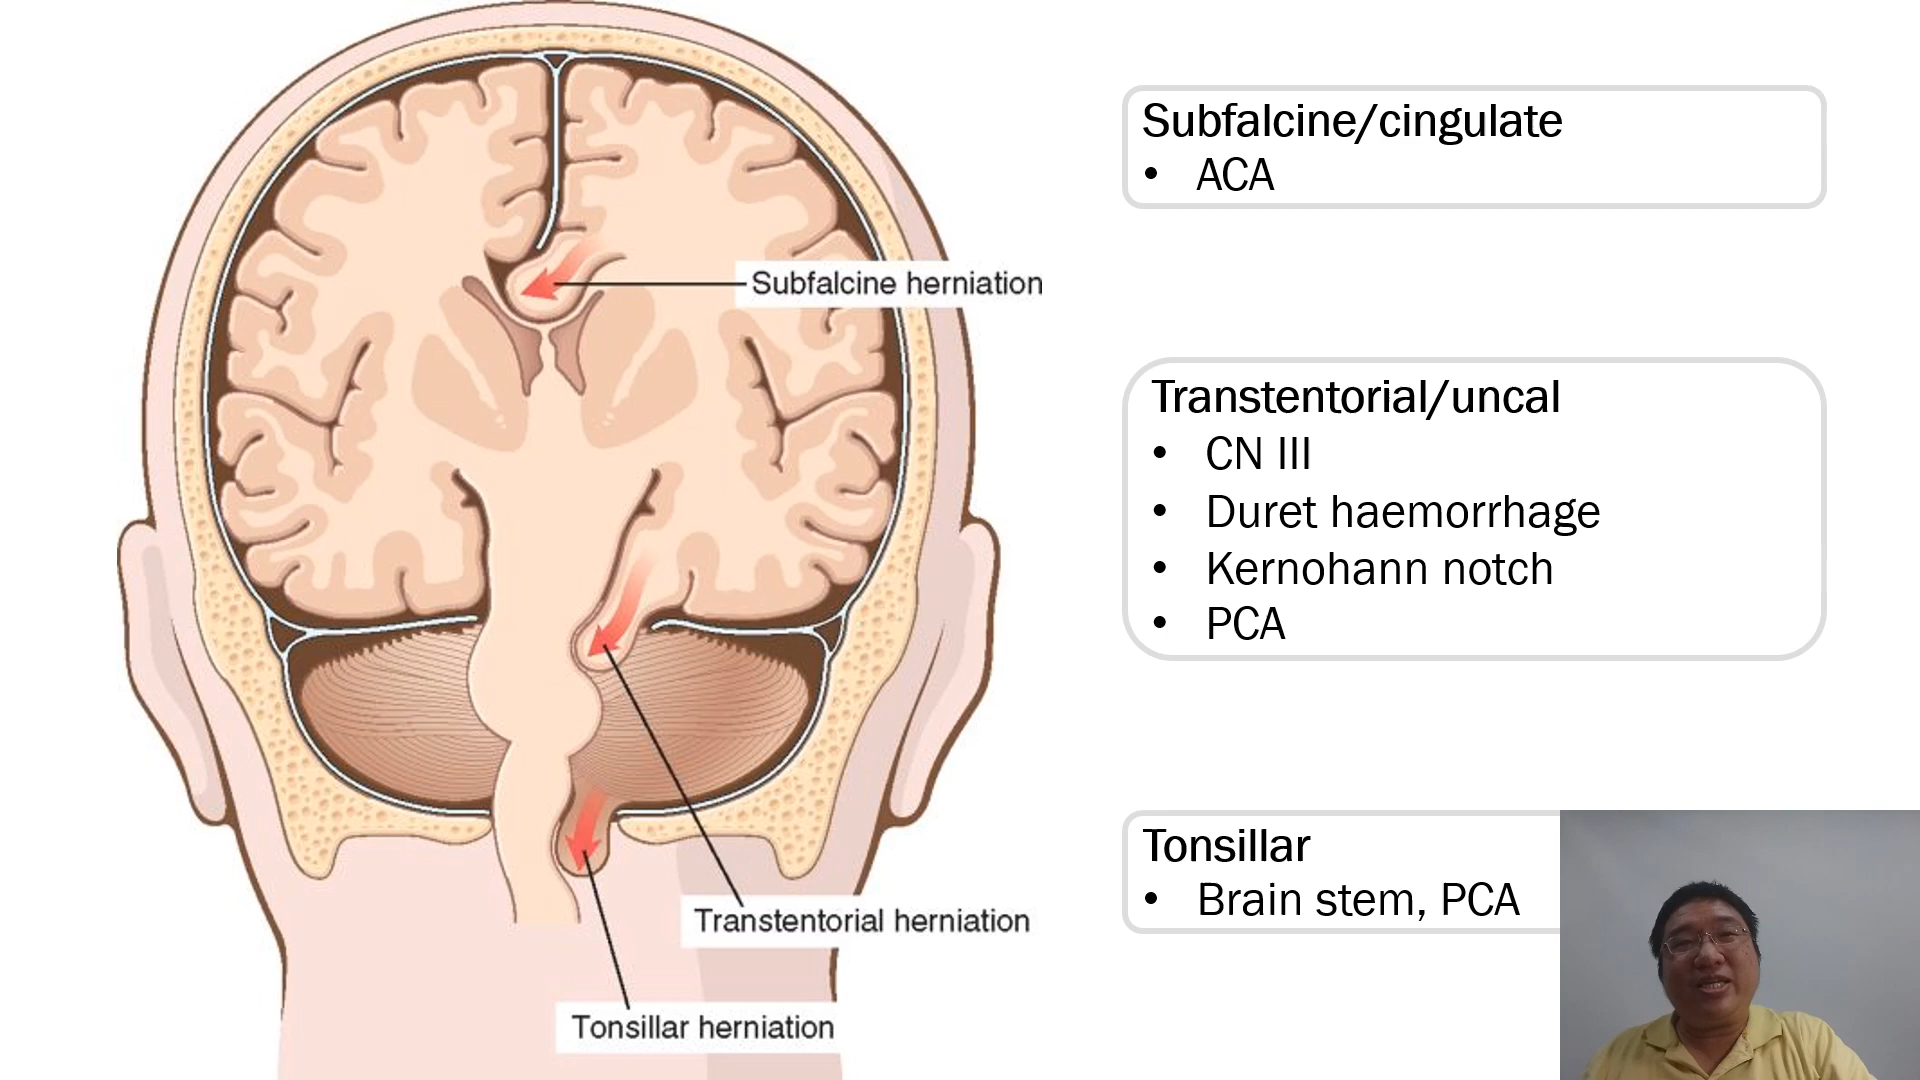 Subfalcine herniation
Transtentorial herniation
Tonsillar herniation
Subfalcine/cingulate
• ACA
Transtentorial/uncal
• CN III
• Duret haemorrhage
• Kernohann notch
• PCA
Tonsillar
• Brain stem, PCA